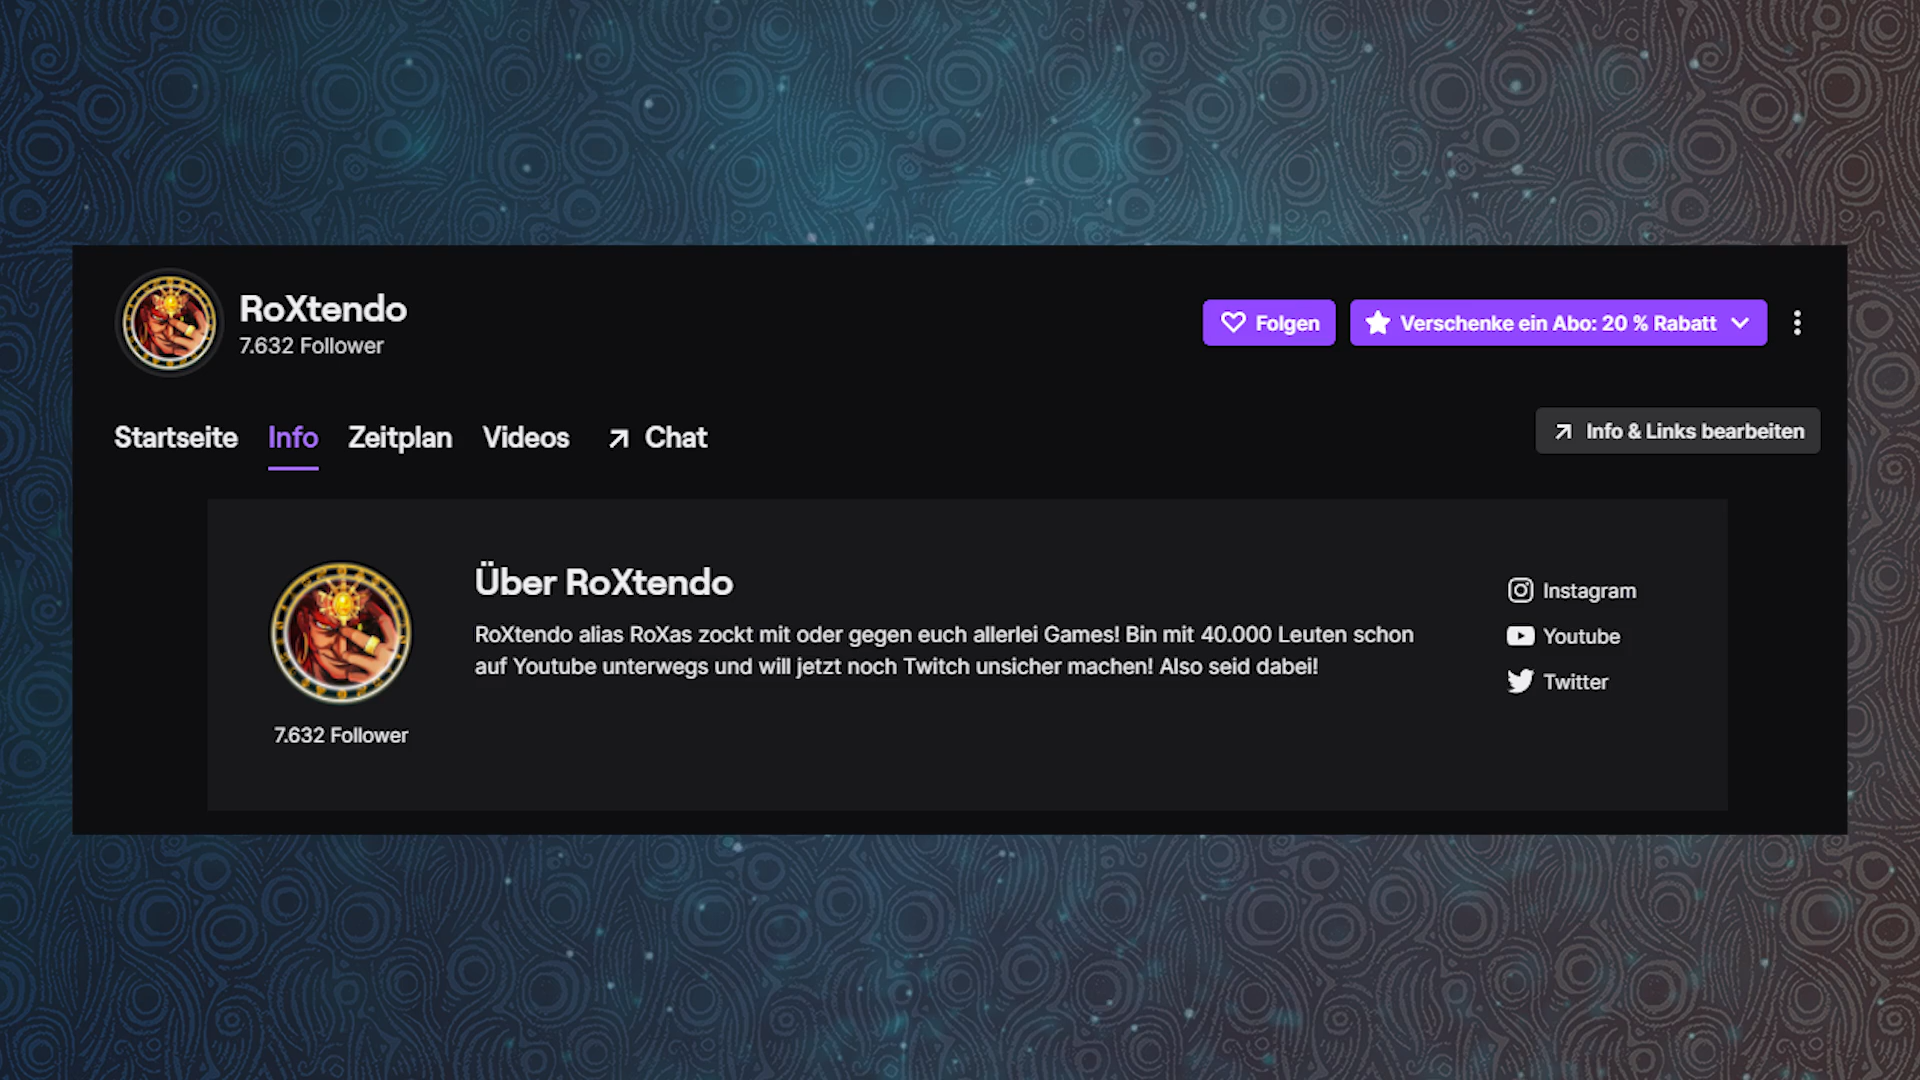 RoXtendo
7.632 Follower
Folgen
Verschenke ein Abo: 20 % Rabatt
Startseite Info Zeitplan Videos Chat
Info & Links bearbeiten
Über RoXtendo
RoXtendo alias RoXas zockt mit oder gegen euch allerlei Games! Bin mit 40.000 Leuten schon
auf Youtube unterwegs und will jetzt noch Twitch unsicher machen! Also seid dabei!
7.632 Follower
Instagram
Youtube
Twitter